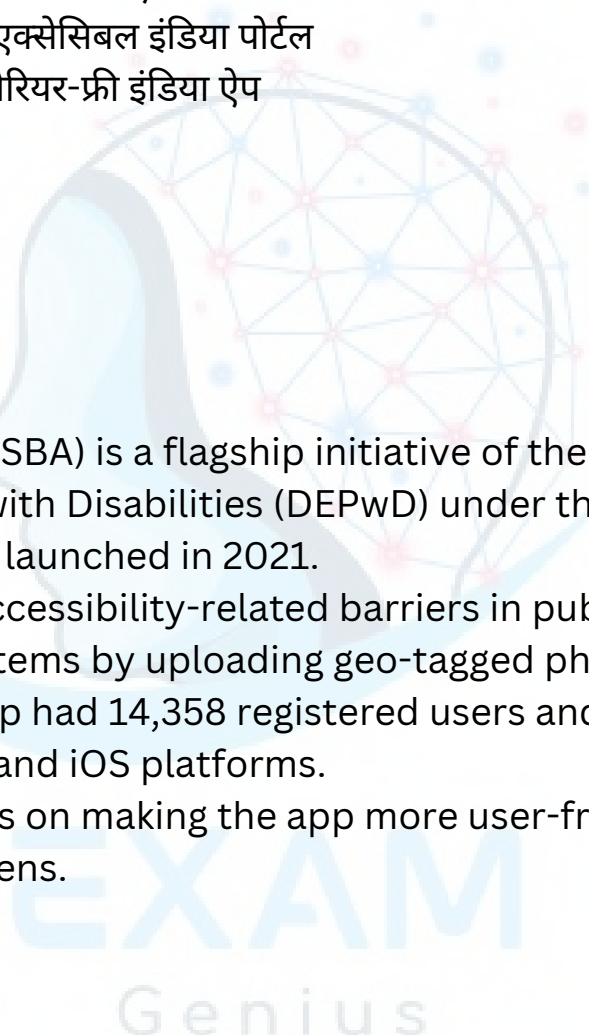 एक्सेसिबल इंडिया पोर्टल
रियर-फ्री इंडिया ऐप
SBA) is a flagship initiative of the
with Disabilities (DEPwD) under th
launched in 2021.
ccessibility-related barriers in pub
tems by uploading geo-tagged ph
p had 14,358 registered users and
and iOS platforms.
s on making the app more user-fr
ens.
EXAM
Genius